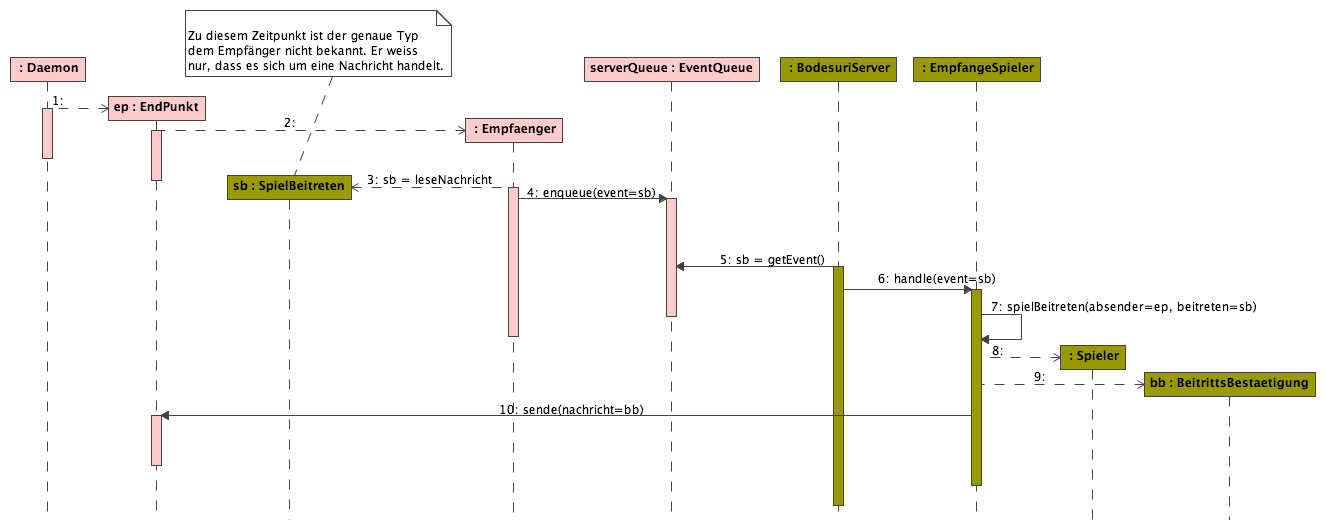 Zu diesem Zeitpunkt ist der genaue Typ
dem Empfänger nicht bekannt. Er weiss
nur, dass es sich um eine Nachricht handelt.
: Daemon
serverQueue : EventQueue
: BodesuriServer
: EmpfangeSpieler
1:
ep : EndPunkt
2:
: Empfaenger
3: sb = leseNachricht
sb : SpielBeitreten
4: enqueue(event=sb)
5: sb = getEvent()
6: handle(event=sb)
7: spielBeitreten(absender=ep, beitreten=sb)
8:
: Spieler
9:
bb : BeitrittsBestaetigung
10: sende(nachricht=bb)